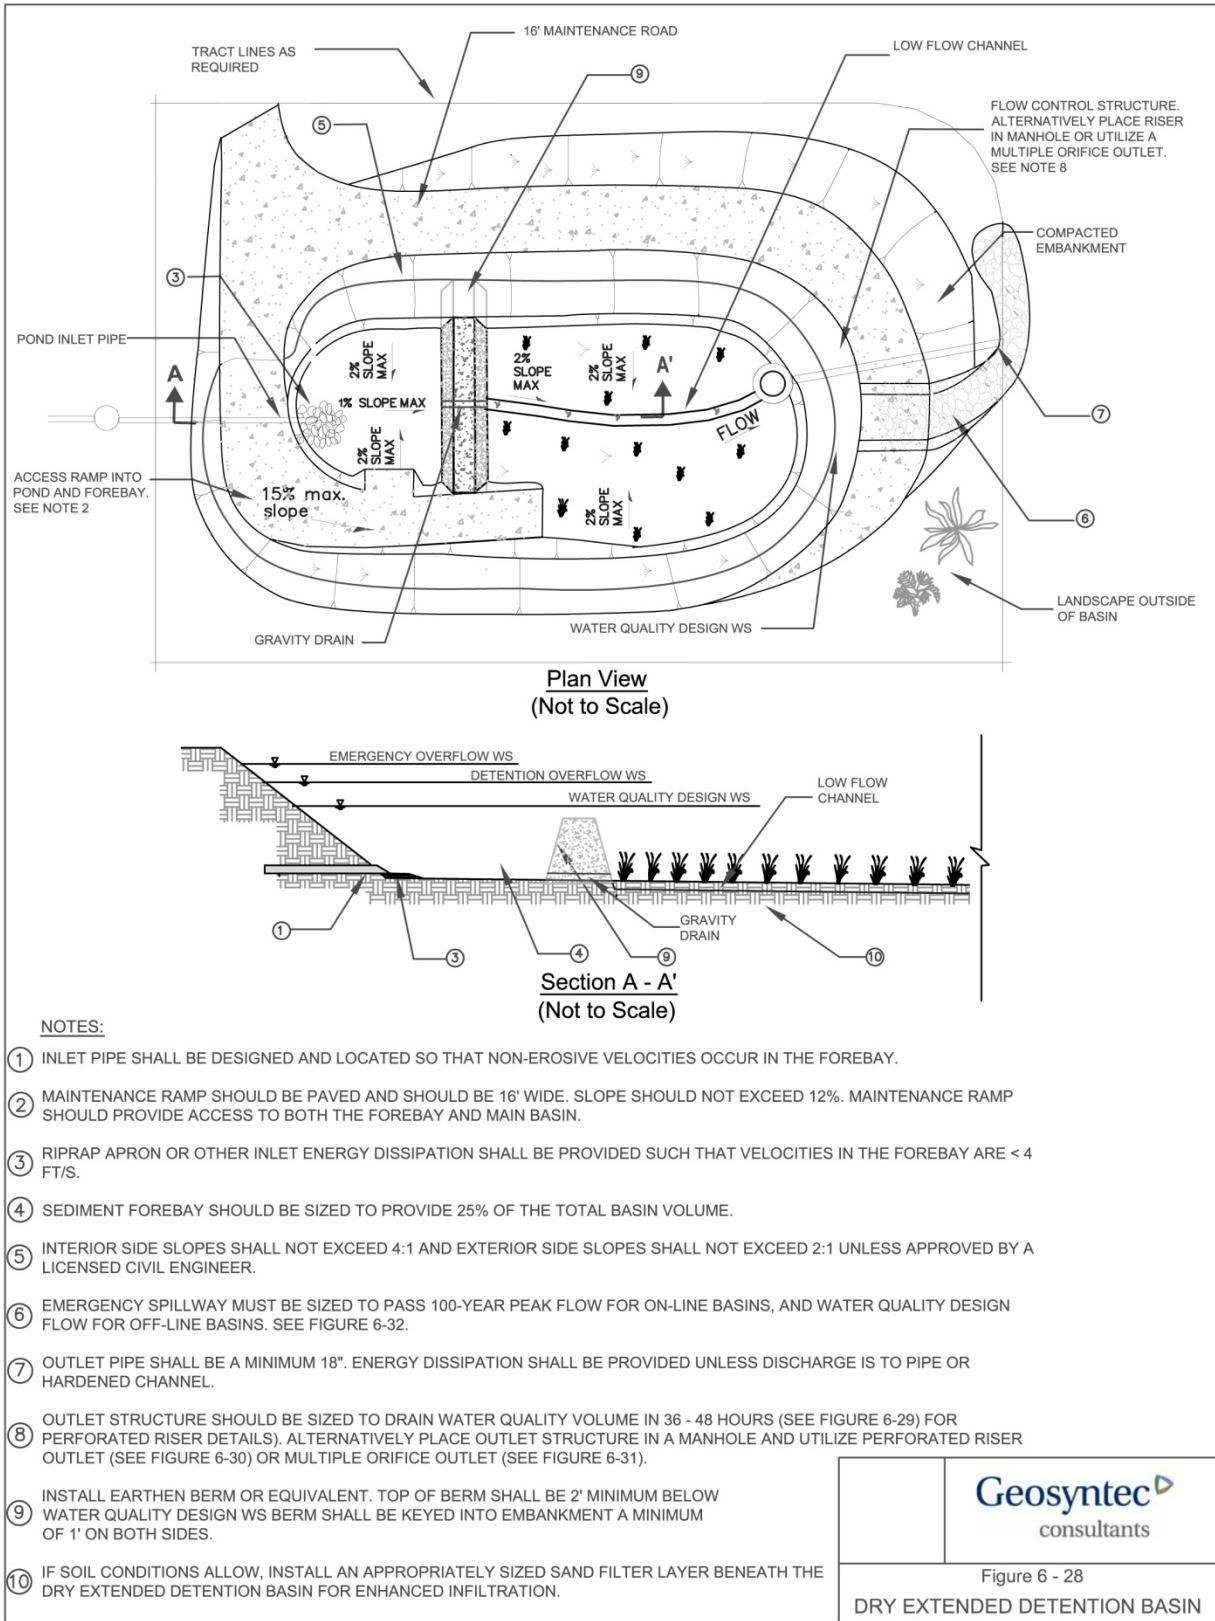 16' MAINTENANCE ROAD
TRACT LINES AS
REQUIRED
LOW FLOW CHANNEL
9
5
FLOW CONTROL STRUCTURE.
ALTERNATIVELY PLACE RISER
IN MANHOLE OR UTILIZE A
MULTIPLE ORIFICE OUTLET.
SEE NOTE 8
COMPACTED
EMBANKMENT
3
POND INLET PIPE
A
2%
SLOPE
MAX
2%
SLOPE
MAX
2%
SLOPE
MAX
A'
1% SLOPE MAX
FLOW
7
2%
SLOPE
MAX
ACCESS RAMP INTO
POND AND FOREBAY.
SEE NOTE 2
15% max.
slope
2%
SLOPE
MAX
6
GRAVITY DRAIN
WATER QUALITY DESIGN WS
LANDSCAPE OUTSIDE
OF BASIN
Plan View
(Not to Scale)
EMERGENCY OVERFLOW WS
DETENTION OVERFLOW WS
WATER QUALITY DESIGN WS
LOW FLOW
CHANNEL
GRAVITY
DRAIN
1
3
4
9
10
Section A - A'
(Not to Scale)
NOTES:
1 INLET PIPE SHALL BE DESIGNED AND LOCATED SO THAT NON-EROSIVE VELOCITIES OCCUR IN THE FOREBAY.
2 MAINTENANCE RAMP SHOULD BE PAVED AND SHOULD BE 16' WIDE. SLOPE SHOULD NOT EXCEED 12%. MAINTENANCE RAMP
SHOULD PROVIDE ACCESS TO BOTH THE FOREBAY AND MAIN BASIN.
3 RIPRAP APRON OR OTHER INLET ENERGY DISSIPATION SHALL BE PROVIDED SUCH THAT VELOCITIES IN THE FOREBAY ARE < 4
FT/S.
4 SEDIMENT FOREBAY SHOULD BE SIZED TO PROVIDE 25% OF THE TOTAL BASIN VOLUME.
5 INTERIOR SIDE SLOPES SHALL NOT EXCEED 4:1 AND EXTERIOR SIDE SLOPES SHALL NOT EXCEED 2:1 UNLESS APPROVED BY A
LICENSED CIVIL ENGINEER.
6 EMERGENCY SPILLWAY MUST BE SIZED TO PASS 100-YEAR PEAK FLOW FOR ON-LINE BASINS, AND WATER QUALITY DESIGN
FLOW FOR OFF-LINE BASINS. SEE FIGURE 6-32.
7 OUTLET PIPE SHALL BE A MINIMUM 18". ENERGY DISSIPATION SHALL BE PROVIDED UNLESS DISCHARGE IS TO PIPE OR
HARDENED CHANNEL.
8 OUTLET STRUCTURE SHOULD BE SIZED TO DRAIN WATER QUALITY VOLUME IN 36 - 48 HOURS (SEE FIGURE 6-29) FOR
PERFORATED RISER DETAILS). ALTERNATIVELY PLACE OUTLET STRUCTURE IN A MANHOLE AND UTILIZE PERFORATED RISER
OUTLET (SEE FIGURE 6-30) OR MULTIPLE ORIFICE OUTLET (SEE FIGURE 6-31).
9 INSTALL EARTHEN BERM OR EQUIVALENT. TOP OF BERM SHALL BE 2' MINIMUM BELOW
WATER QUALITY DESIGN WS BERM SHALL BE KEYED INTO EMBANKMENT A MINIMUM
OF 1' ON BOTH SIDES.
10 IF SOIL CONDITIONS ALLOW, INSTALL AN APPROPRIATELY SIZED SAND FILTER LAYER BENEATH THE
DRY EXTENDED DETENTION BASIN FOR ENHANCED INFILTRATION.
Geosyntec
consultants
Figure 6 - 28
DRY EXTENDED DETENTION BASIN